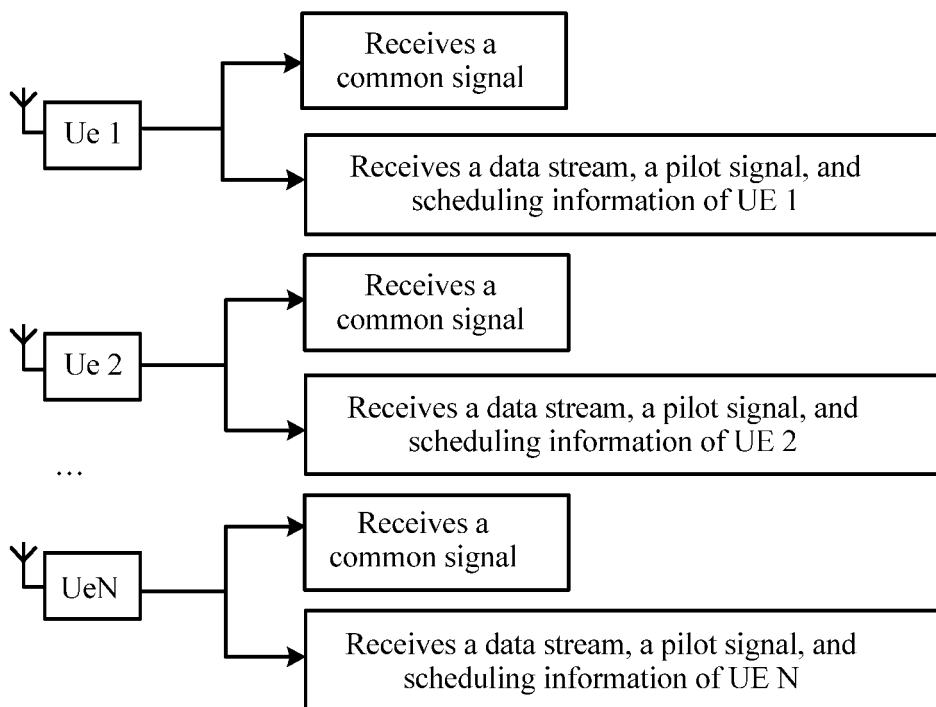 Receives a
common signal
Ue 1
Receives a data stream, a pilot signal, and
scheduling information of UE 1
Receives a
common signal
Ue 2
Receives a data stream, a pilot signal, and
scheduling information of UE 2
...
Receives a
common signal
UeN
Receives a data stream, a pilot signal, and
scheduling information of UE N